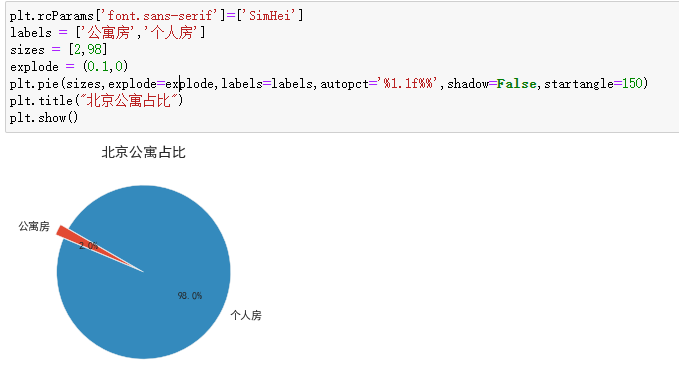 plt.rcParams['font.sans-serif']=['SimHei']
labels = ['公寓房','个人房']
sizes = [2,98]
explode = (0.1,0)
plt.pie(sizes,explode=explode,labels=labels,autopct='%1.1f%%',shadow=False,startangle=150)
plt.title("北京公寓占比")
plt.show()
北京公寓占比
公寓房
2.0%
98.0%
个人房